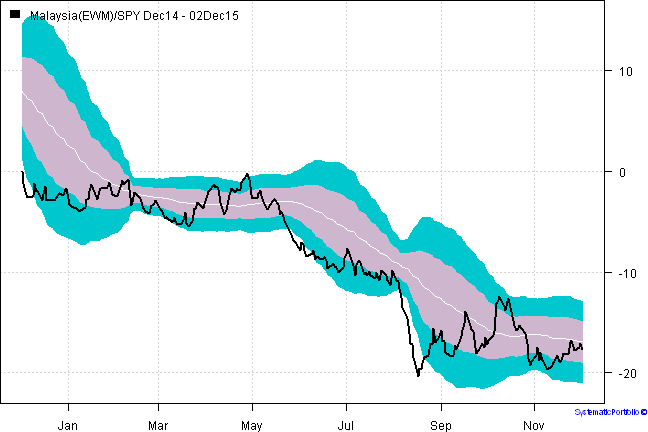 Malaysia(EWM)/SPY Dec14 - 02Dec15
10
0
-10
-20
Jan Mar May Jul Sep Nov
SystematicPortfolio ©